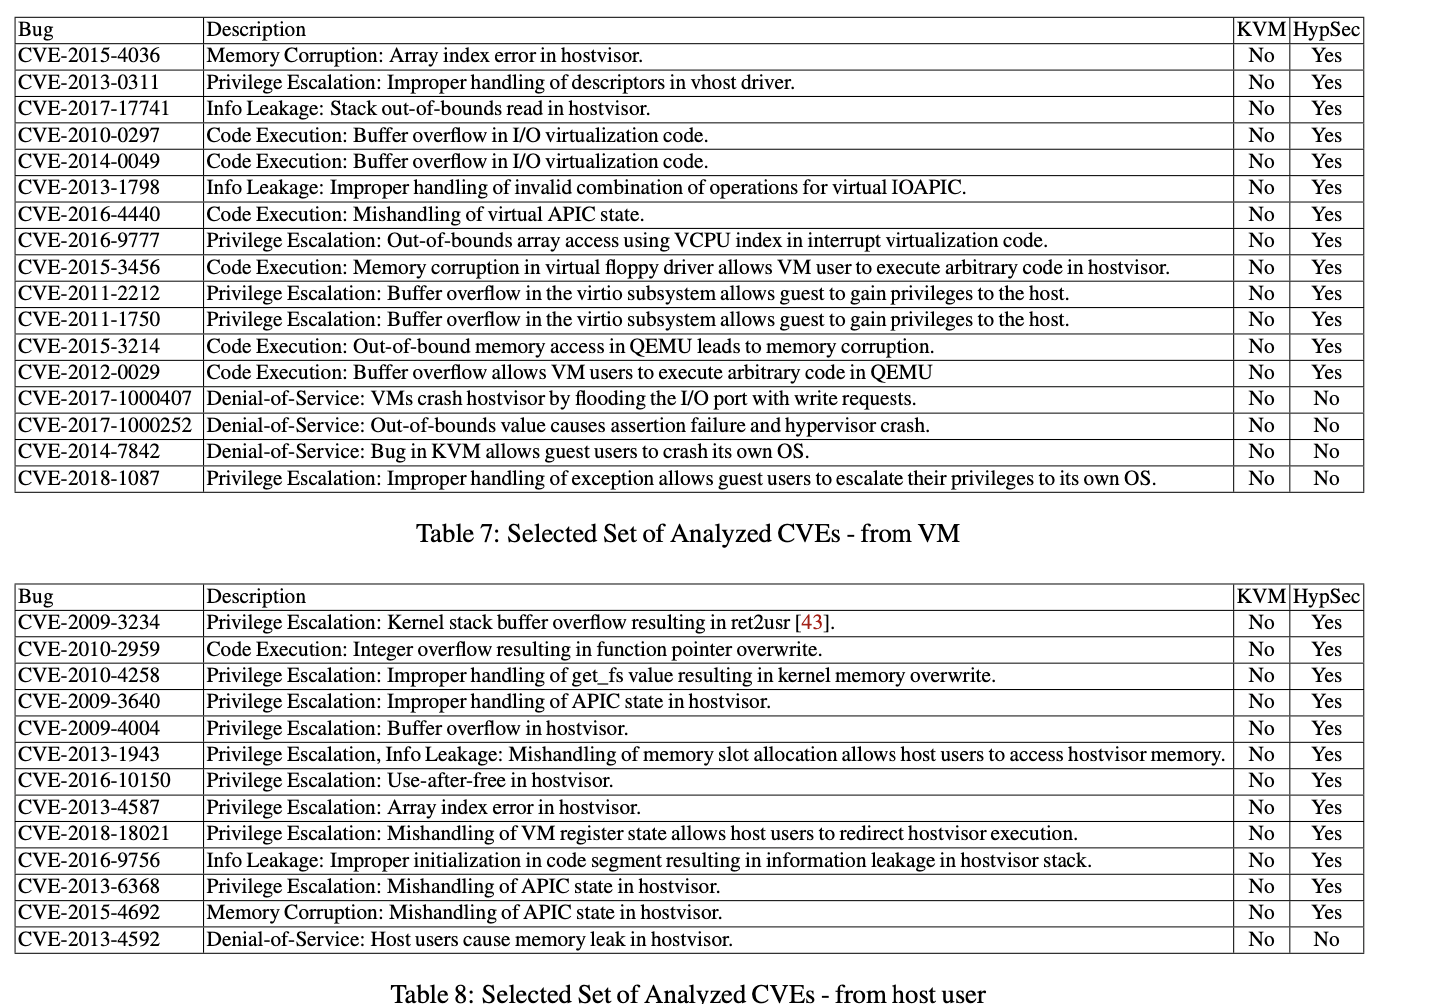 Bug Description KVM HypSec
CVE-2015-4036 Memory Corruption: Array index error in hostvisor. No Yes
CVE-2013-0311 Privilege Escalation: Improper handling of descriptors in vhost driver. No Yes
CVE-2017-17741 Info Leakage: Stack out-of-bounds read in hostvisor. No Yes
CVE-2010-0297 Code Execution: Buffer overflow in I/O virtualization code. No Yes
CVE-2014-0049 Code Execution: Buffer overflow in I/O virtualization code. No Yes
CVE-2013-1798 Info Leakage: Improper handling of invalid combination of operations for virtual IOAPIC. No Yes
CVE-2016-4440 Code Execution: Mishandling of virtual APIC state. No Yes
CVE-2016-9777 Privilege Escalation: Out-of-bounds array access using VCPU index in interrupt virtualization code. No Yes
CVE-2015-3456 Code Execution: Memory corruption in virtual floppy driver allows VM user to execute arbitrary code in hostvisor. No Yes
CVE-2011-2212 Privilege Escalation: Buffer overflow in the virtio subsystem allows guest to gain privileges to the host. No Yes
CVE-2011-1750 Privilege Escalation: Buffer overflow in the virtio subsystem allows guest to gain privileges to the host. No Yes
CVE-2015-3214 Code Execution: Out-of-bound memory access in QEMU leads to memory corruption. No Yes
CVE-2012-0029 Code Execution: Buffer overflow allows VM users to execute arbitrary code in QEMU No Yes
CVE-2017-1000407 Denial-of-Service: VMs crash hostvisor by flooding the I/O port with write requests. No No
CVE-2017-1000252 Denial-of-Service: Out-of-bounds value causes assertion failure and hypervisor crash. No No
CVE-2014-7842 Denial-of-Service: Bug in KVM allows guest users to crash its own OS. No No
CVE-2018-1087 Privilege Escalation: Improper handling of exception allows guest users to escalate their privileges to its own OS. No No
Table 7: Selected Set of Analyzed CVEs - from VM
Bug Description KVM HypSec
CVE-2009-3234 Privilege Escalation: Kernel stack buffer overflow resulting in ret2usr [43]. No Yes
CVE-2010-2959 Code Execution: Integer overflow resulting in function pointer overwrite. No Yes
CVE-2010-4258 Privilege Escalation: Improper handling of get_fs value resulting in kernel memory overwrite. No Yes
CVE-2009-3640 Privilege Escalation: Improper handling of APIC state in hostvisor. No Yes
CVE-2009-4004 Privilege Escalation: Buffer overflow in hostvisor. No Yes
CVE-2013-1943 Privilege Escalation, Info Leakage: Mishandling of memory slot allocation allows host users to access hostvisor memory. No Yes
CVE-2016-10150 Privilege Escalation: Use-after-free in hostvisor. No Yes
CVE-2013-4587 Privilege Escalation: Array index error in hostvisor. No Yes
CVE-2018-18021 Privilege Escalation: Mishandling of VM register state allows host users to redirect hostvisor execution. No Yes
CVE-2016-9756 Info Leakage: Improper initialization in code segment resulting in information leakage in hostvisor stack. No Yes
CVE-2013-6368 Privilege Escalation: Mishandling of APIC state in hostvisor. No Yes
CVE-2015-4692 Memory Corruption: Mishandling of APIC state in hostvisor. No Yes
CVE-2013-4592 Denial-of-Service: Host users cause memory leak in hostvisor. No No
Table 8: Selected Set of Analyzed CVEs - from host user